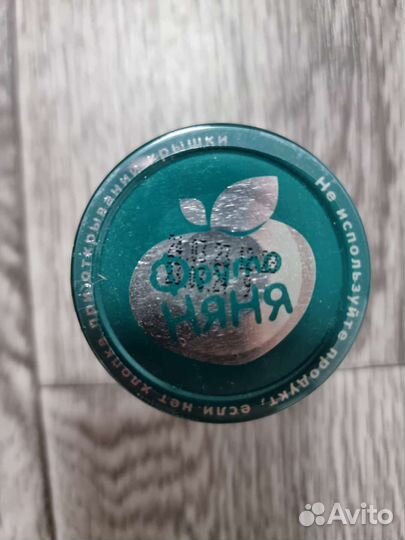 Фруто
НЯНЯ
Не используйте продукт, если нет хлопка при открывании крышки
Avito